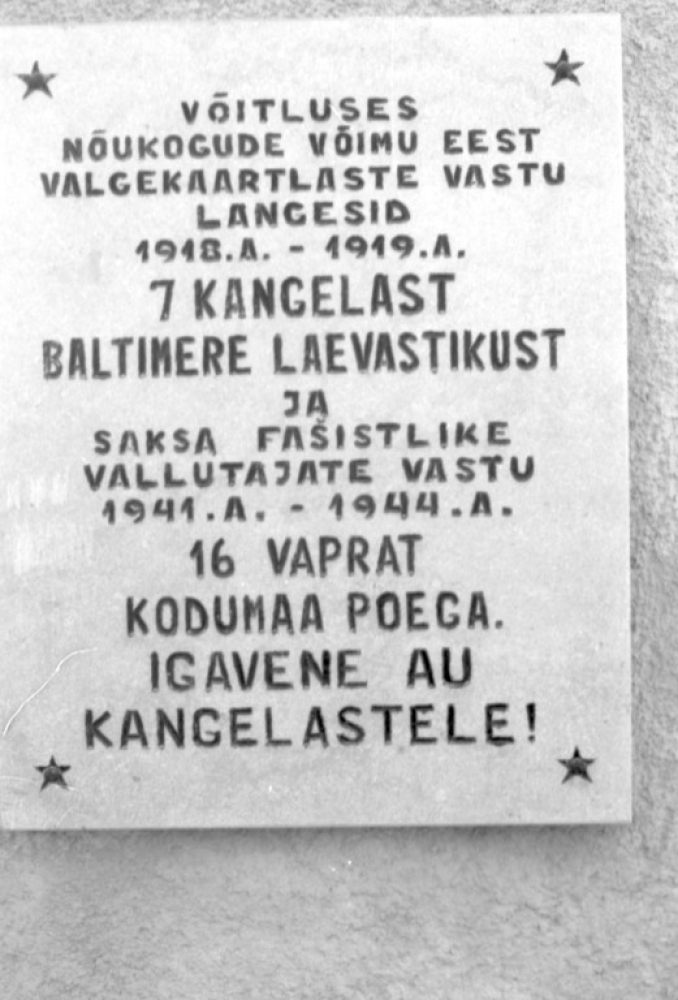 VÕITLUSES
NÕUKOGUDE VÕIMU EEST
VALGEKAARTLASTE VASTU
LANGESID
1918.A. - 1919.A.
7 KANGELAST
BALTIMERE LAEVASTIKUST
JA
SAKSA FAŠISTLIKE
VALLUTAJATE VASTU
1941.A. - 1944.A.
16 VAPRAT
KODUMAA POEGA.
IGAVENE AU
KANGELASTELE!